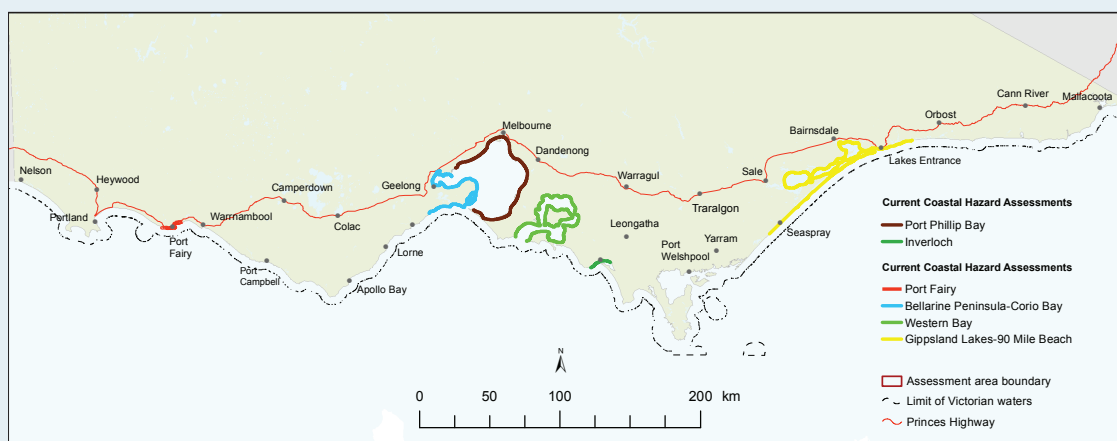 Melbourne
Dandenong
Nelson
Heywood
Portland
Port
Fairy
Warrnambool
Camperdown
Port
Campbell
Colac
Geelong
Lorne
Apollo Bay
Warragul
Leongatha
Port
Welshpool
Yarram
Traralgon
Sale
Seaspray
Bairnsdale
Lakes Entrance
Orbost
Cann River
Mallacoota
Current Coastal Hazard Assessments
Port Phillip Bay
Inverloch
Current Coastal Hazard Assessments
Port Fairy
Bellarine Peninsula-Corio Bay
Western Bay
Gippsland Lakes-90 Mile Beach
Assessment area boundary
Limit of Victorian waters
Princes Highway
N
0 50 100 200 km